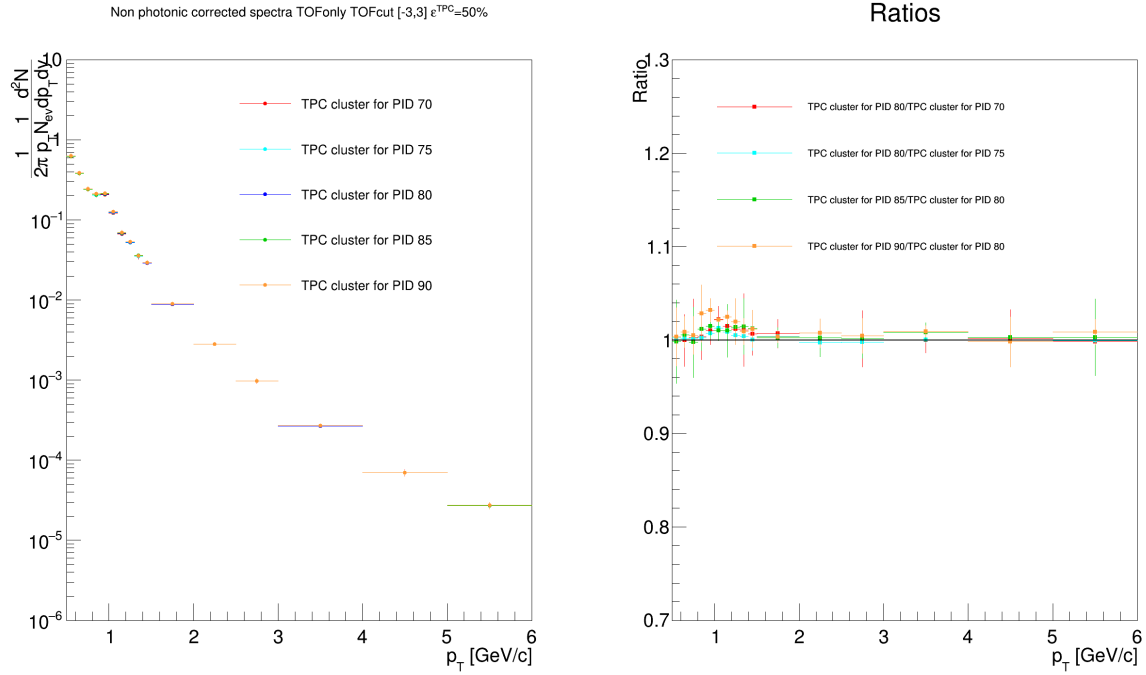 Non photonic corrected spectra TOFonly TOFcut [-3,3] ε^TPC=50%
1/2π 1/p_T d²N/N_ev dp_T dy
10
1
10⁻¹
10⁻²
10⁻³
10⁻⁴
10⁻⁵
10⁻⁶
TPC cluster for PID 70
TPC cluster for PID 75
TPC cluster for PID 80
TPC cluster for PID 85
TPC cluster for PID 90
1 2 3 4 5 6
p_T [GeV/c]
Ratios
Ratio
1.3
1.2
1.1
1
0.9
0.8
0.7
TPC cluster for PID 80/TPC cluster for PID 70
TPC cluster for PID 80/TPC cluster for PID 75
TPC cluster for PID 85/TPC cluster for PID 80
TPC cluster for PID 90/TPC cluster for PID 80
1 2 3 4 5 6
p_T [GeV/c]